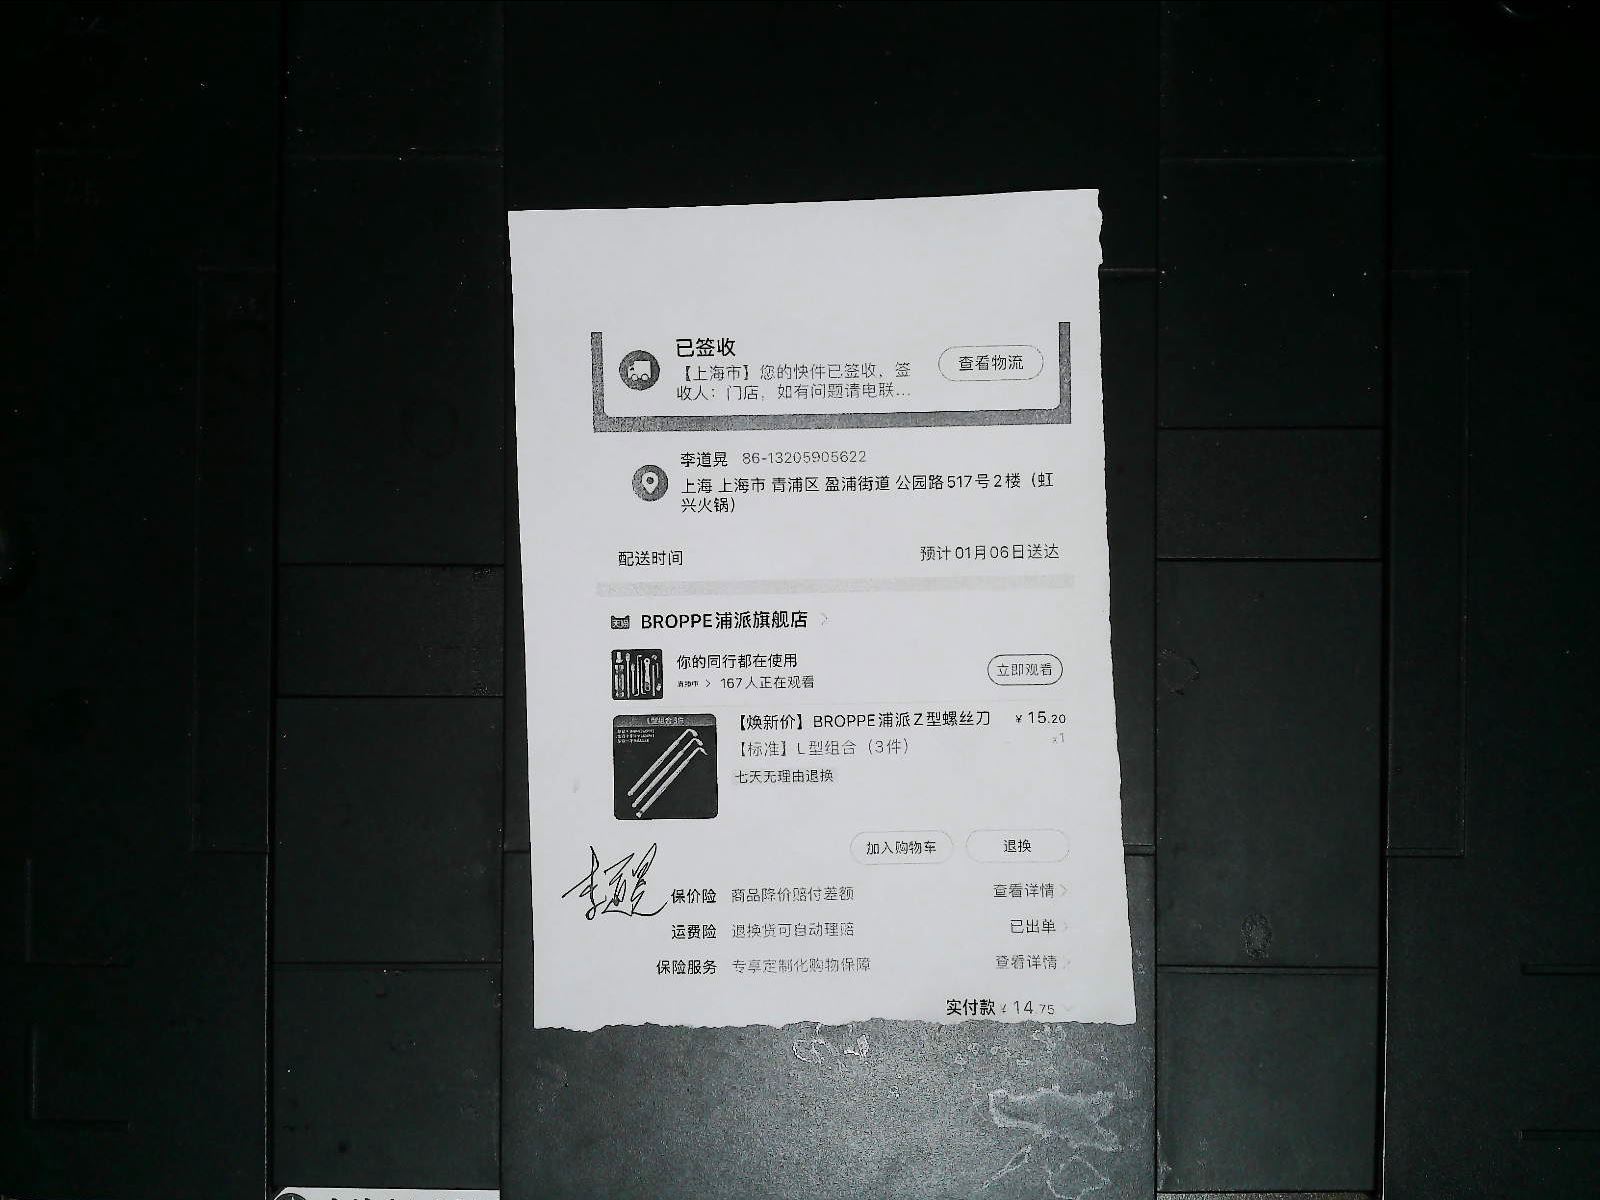 已签收
【上海市】您的快件已签收，签
收人：门店，如有问题请电联...
查看物流
李道晃 86-13205905622
上海 上海市 青浦区 盈浦街道 公园路517号2楼（虹
兴火锅）
配送时间 预计01月06日送达
天猫 BROPPE浦派旗舰店
你的同行都在使用
直播中 > 167人正在观看
立即观看
【焕新价】BROPPE浦派Z型螺丝刀 ¥15.20
【标准】L型组合（3件） x1
七天无理由退换
加入购物车 退换
李道晃
保价险 商品降价赔付差额 查看详情
运费险 退换货可自动理赔 已出单
保险服务 专享定制化购物保障 查看详情
实付款 ¥14.75